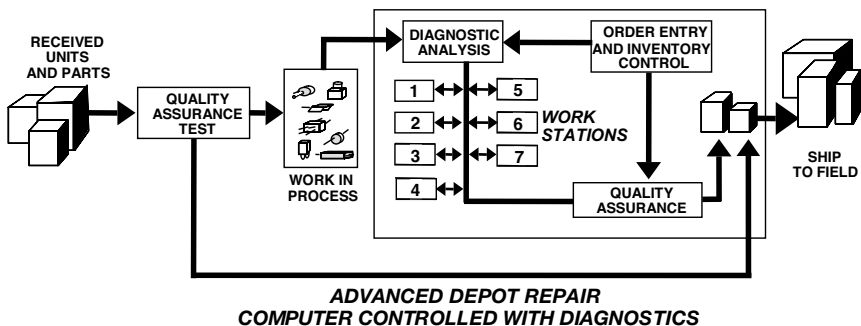 RECEIVED
UNITS
AND PARTS
QUALITY
ASSURANCE
TEST
WORK IN
PROCESS
DIAGNOSTIC
ANALYSIS
ORDER ENTRY
AND INVENTORY
CONTROL
1
2
3
4
5
6
7
WORK
STATIONS
QUALITY
ASSURANCE
SHIP
TO FIELD
ADVANCED DEPOT REPAIR
COMPUTER CONTROLLED WITH DIAGNOSTICS